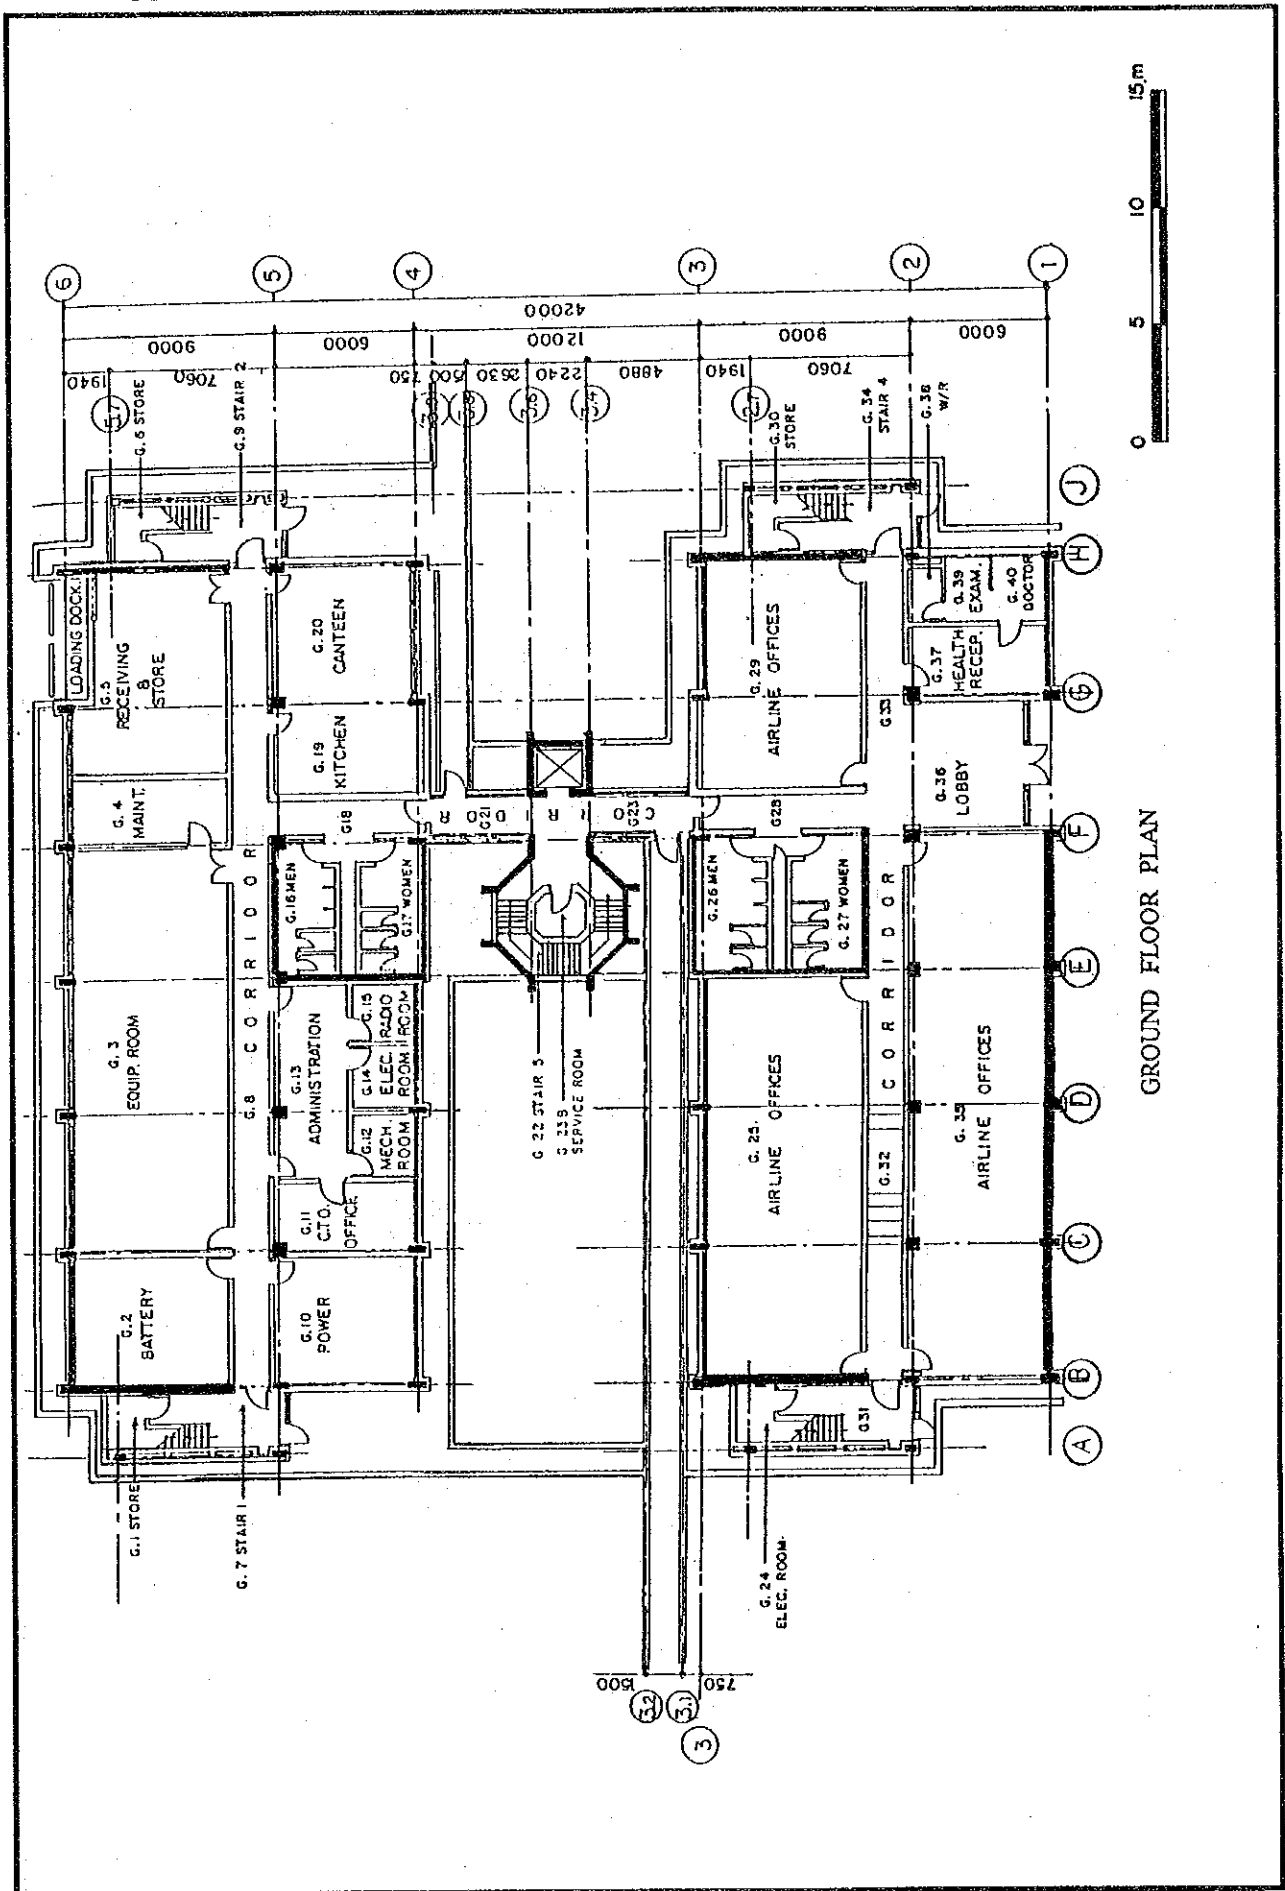 6
5
4
3
2
1
42000
9000
6000
12000
9000
6000
1940
7060
750
1500
2630
2240
4880
1940
7060
5.7
3.6
3.4
2.7
G.6 STORE
G.9 STAIR 2
G.30
STORE
G.34
STAIR 4
G.38
W/R
J
H
G
F
E
D
C
B
A
LOADING DOCK
G.5
RECEIVING
&
STORE
G.4
MAINT.
G.3
EQUIP. ROOM
G.2
BATTERY
G.1 STORE
G.7 STAIR 1
G.8 CORRIDOR
G.20
CANTEEN
G.19
KITCHEN
G18
G.16 MEN
G.17 WOMEN
G.15
RADIO
ROOM
G.14
ELEC.
ROOM
G.13
ADMINISTRATION
G.12
MECH.
ROOM
G.11
C.T.O.
OFFICE
G.10
POWER
CORRIDOR
G21
G23
G 22 STAIR 5
G 23B
SERVICE ROOM
G.29
AIRLINE OFFICES
G28
G.26 MEN
G.27 WOMEN
G.25
AIRLINE OFFICES
G.24
ELEC. ROOM
G31
G.32
CORRIDOR
G.33
G.40
DOCTOR
G.39
EXAM.
G.37
HEALTH
RECEP.
G.36
LOBBY
G. 35
AIRLINE OFFICES
1500
750
3.2
3.1
3
0 5 10 15m
GROUND FLOOR PLAN